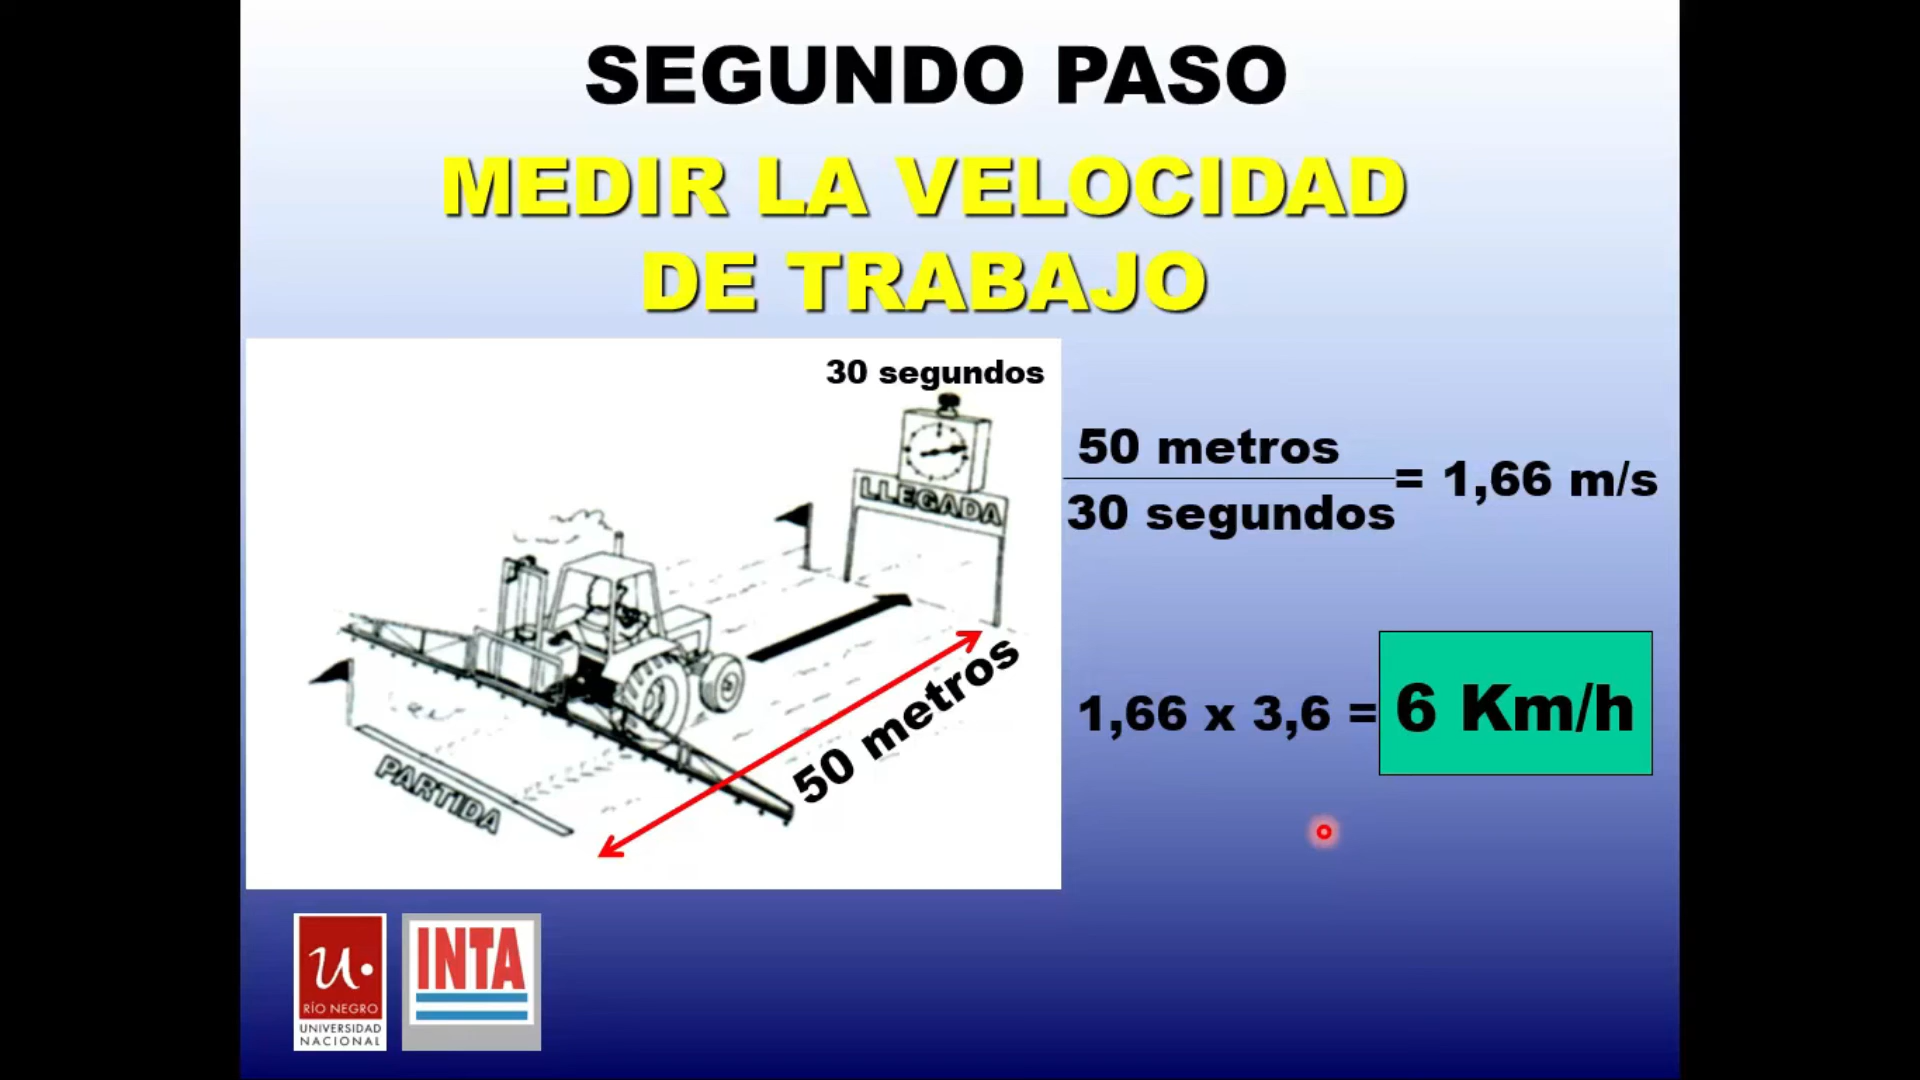 SEGUNDO PASO
MEDIR LA VELOCIDAD
DE TRABAJO
30 segundos
LLEGADA
50 metros
PARTIDA
50 metros
30 segundos
= 1,66 m/s
1,66 x 3,6 = 6 Km/h
u.
RÍO NEGRO
UNIVERSIDAD
NACIONAL
INTA